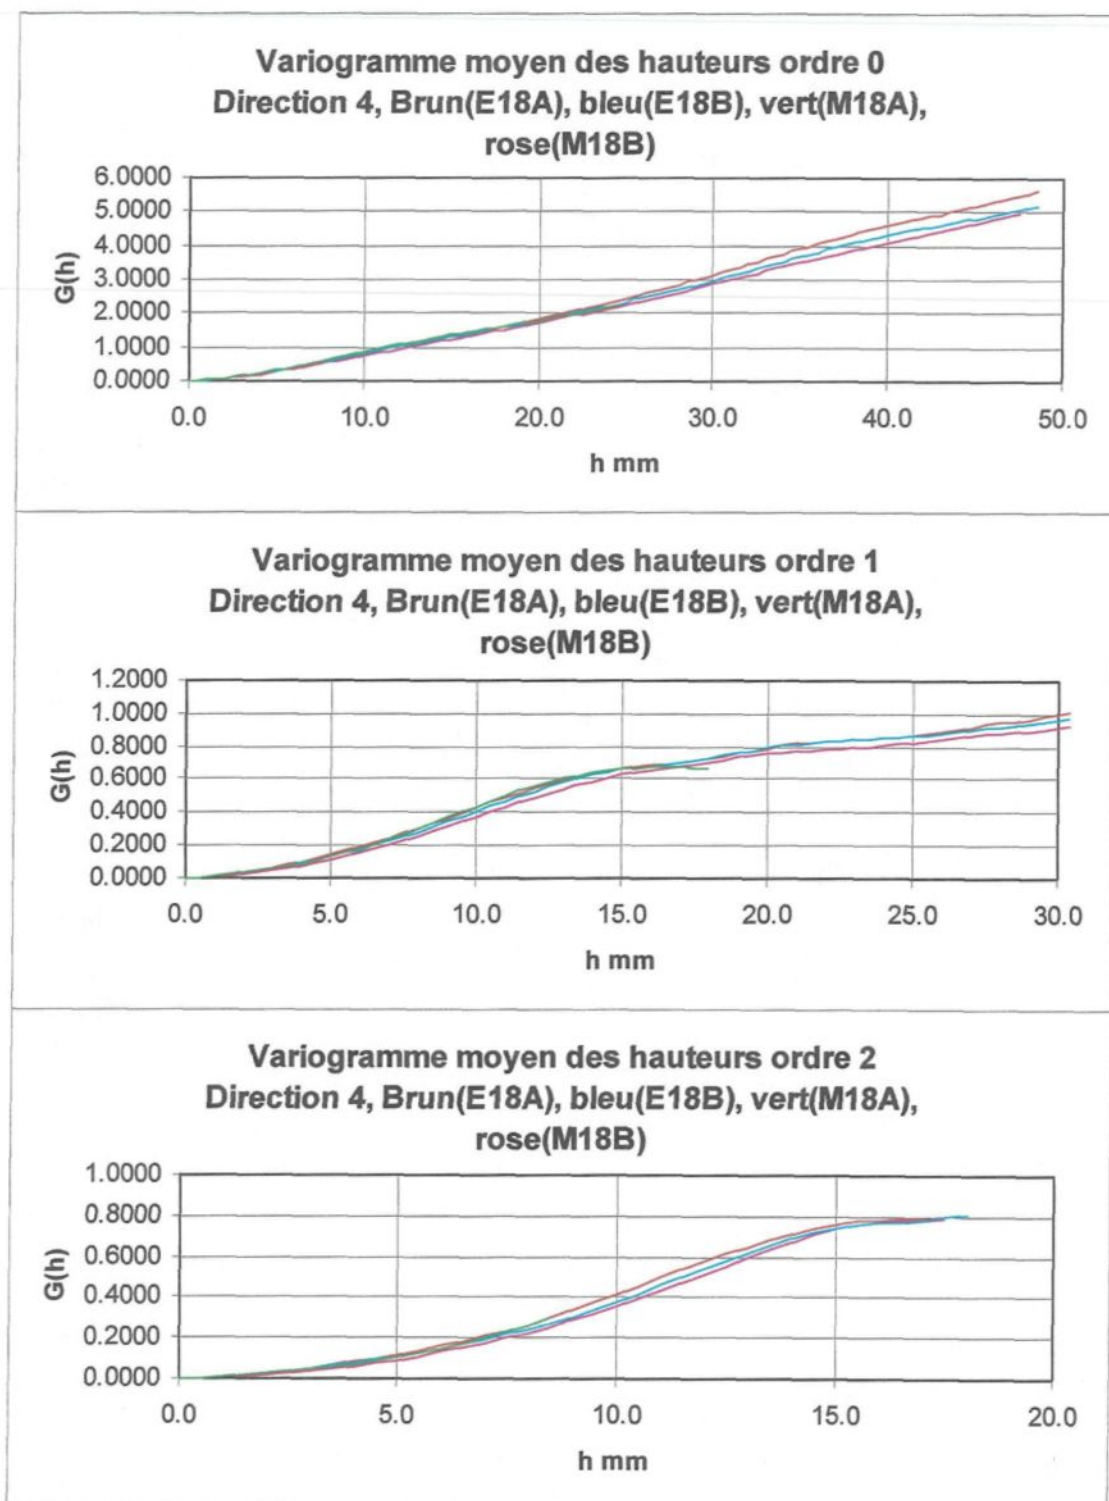 Variogramme moyen des hauteurs ordre 0
Direction 4, Brun(E18A), bleu(E18B), vert(M18A),
rose(M18B)
6.0000
5.0000
4.0000
3.0000
2.0000
1.0000
0.0000
G(h)
0.0 10.0 20.0 30.0 40.0 50.0
h mm
Variogramme moyen des hauteurs ordre 1
Direction 4, Brun(E18A), bleu(E18B), vert(M18A),
rose(M18B)
1.2000
1.0000
0.8000
0.6000
0.4000
0.2000
0.0000
G(h)
0.0 5.0 10.0 15.0 20.0 25.0 30.0
h mm
Variogramme moyen des hauteurs ordre 2
Direction 4, Brun(E18A), bleu(E18B), vert(M18A),
rose(M18B)
1.0000
0.8000
0.6000
0.4000
0.2000
0.0000
G(h)
0.0 5.0 10.0 15.0 20.0
h mm